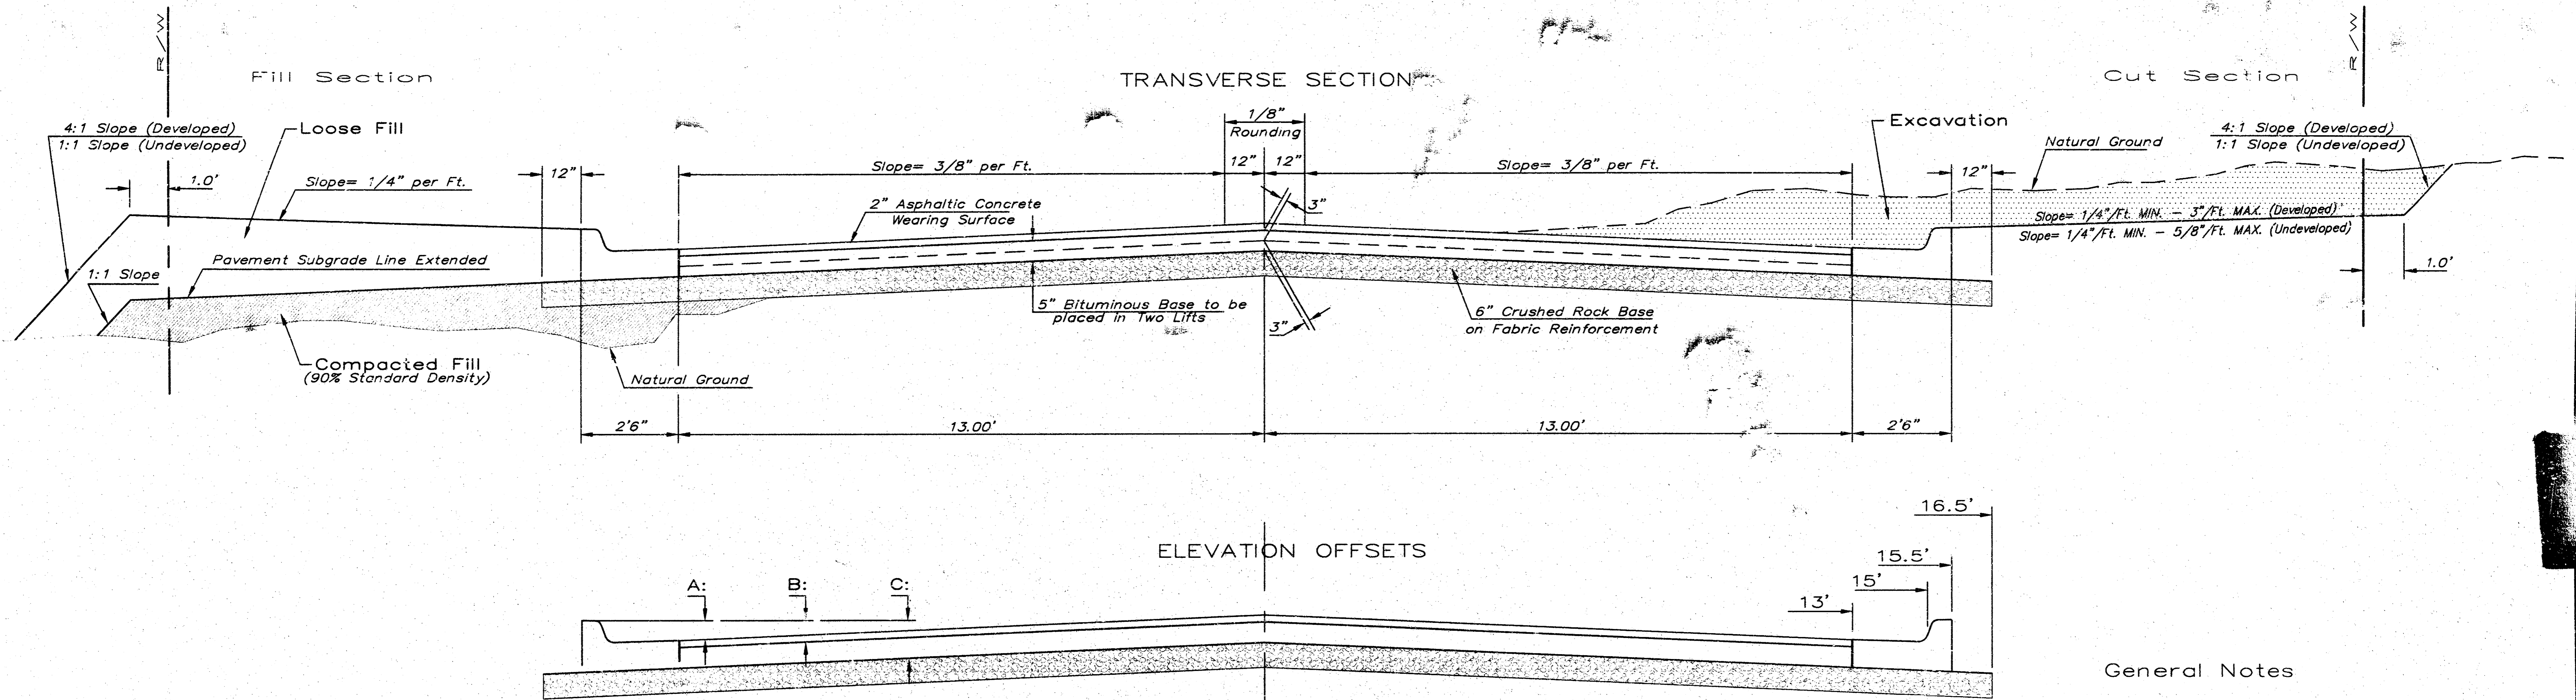 R/W
Fill Section
TRANSVERSE SECTION
Cut Section
R/W
4:1 Slope (Developed)
1:1 Slope (Undeveloped)
Loose Fill
1/8"
Rounding
Excavation
Natural Ground
4:1 Slope (Developed)
1:1 Slope (Undeveloped)
1.0'
Slope= 1/4" per Ft.
12"
Slope= 3/8" per Ft.
12"
12"
Slope= 3/8" per Ft.
12"
2" Asphaltic Concrete
Wearing Surface
3"
Slope= 1/4"/Ft. MIN. - 3"/Ft. MAX. (Developed)
Slope= 1/4"/Ft. MIN. - 5/8"/Ft. MAX. (Undeveloped)
1:1 Slope
Pavement Subgrade Line Extended
1.0'
5" Bituminous Base to be
placed in Two Lifts
3"
6" Crushed Rock Base
on Fabric Reinforcement
Compacted Fill
(90% Standard Density)
Natural Ground
2'6"
13.00'
13.00'
2'6"
ELEVATION OFFSETS
16.5'
15.5'
15'
13'
A:
B:
C:
General Notes